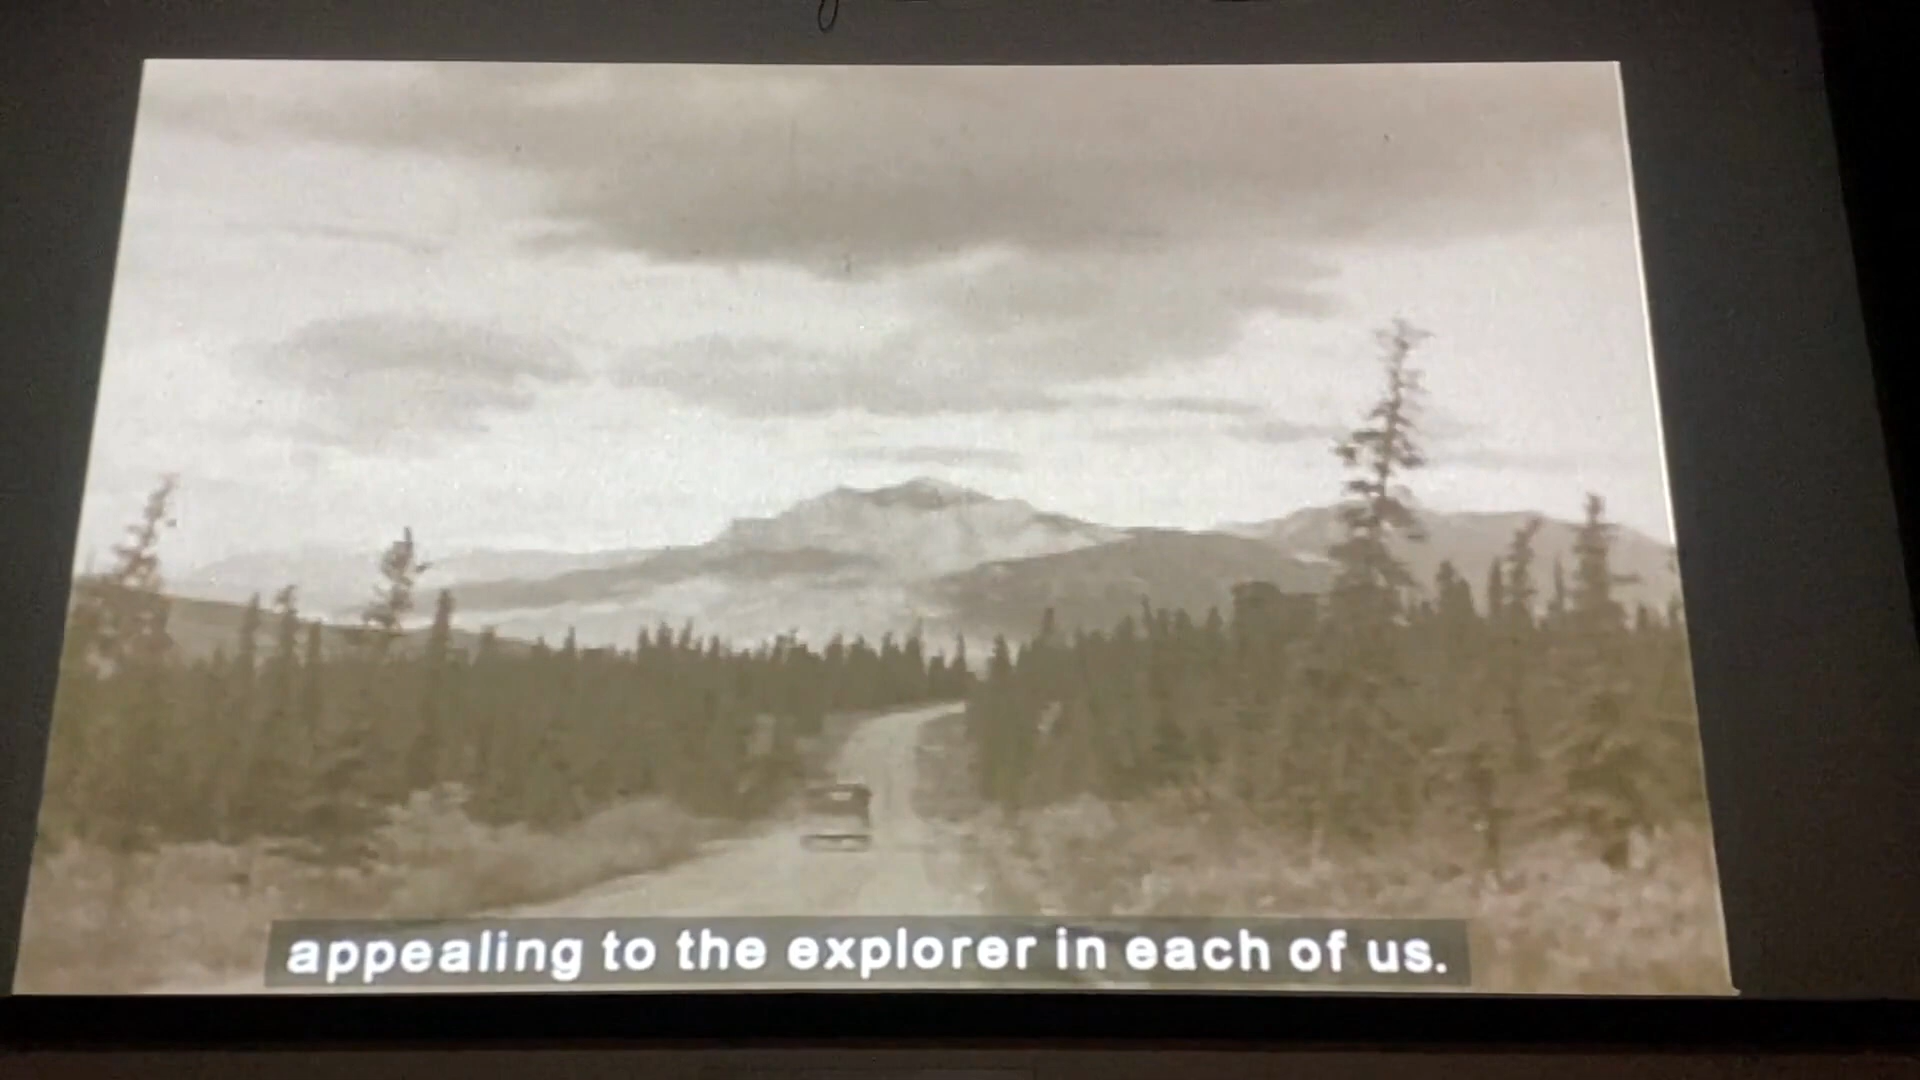 appealing to the explorer in each of us.